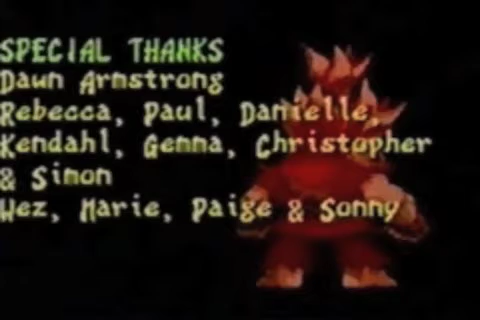 SPECIAL THANKS
Dawn Armstrong
Rebecca, Paul, Danielle,
Kendahl, Gemma, Christopher
& Simon
Wez, Marie, Paige & Sonny